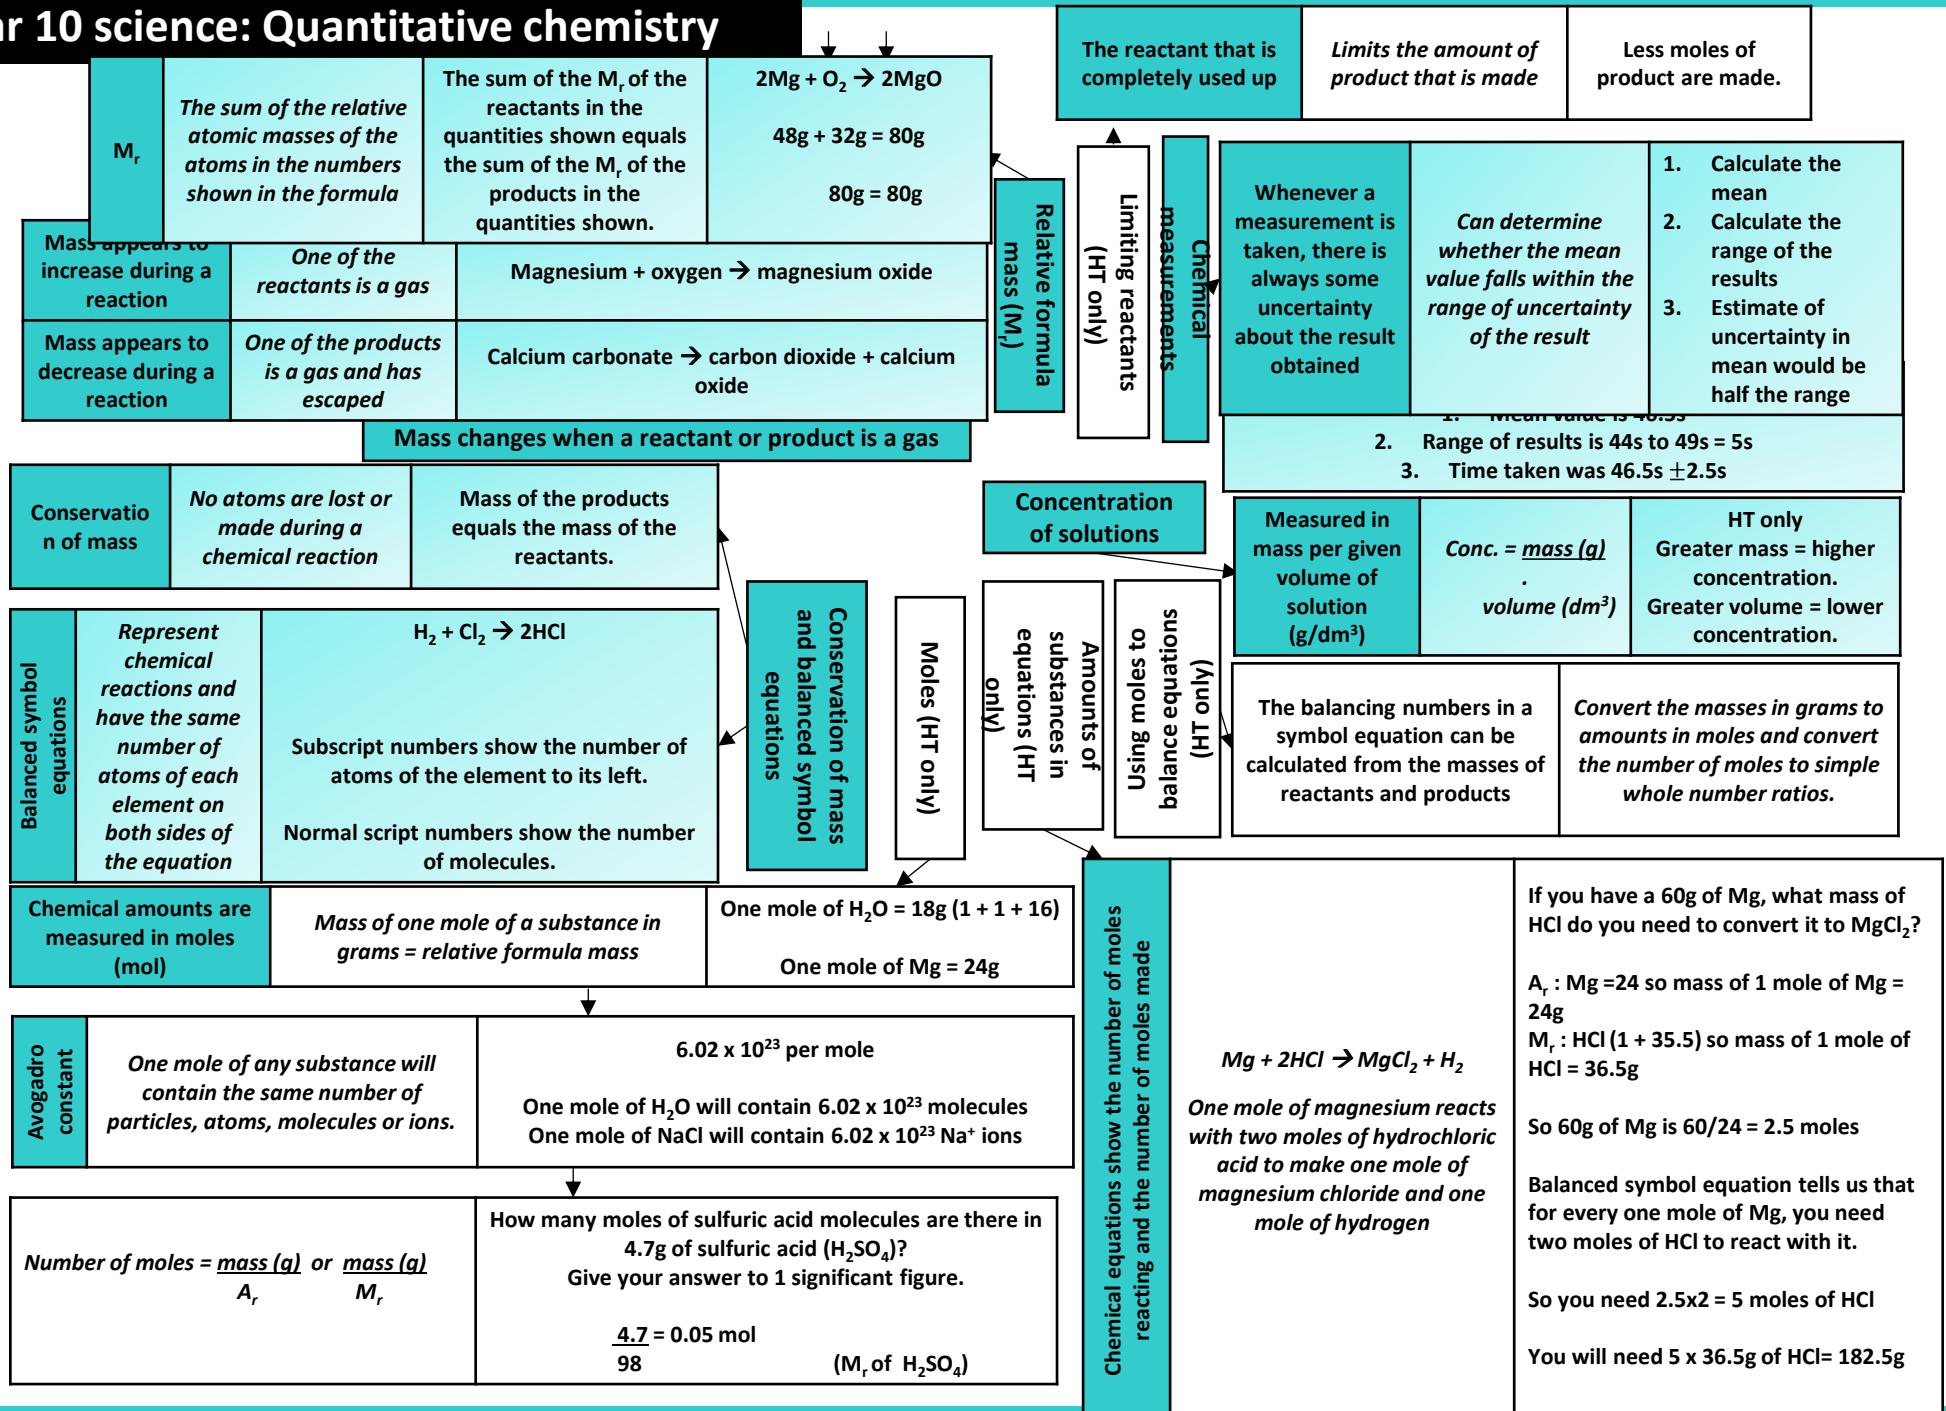 ar 10 science: Quantitative chemistry
M_r
The sum of the relative
atomic masses of the
atoms in the numbers
shown in the formula
The sum of the M_r of the
reactants in the
quantities shown equals
the sum of the M_r of the
products in the
quantities shown.
2Mg + O₂ → 2MgO
48g + 32g = 80g
80g = 80g
Mass appears to
increase during a
reaction
One of the
reactants is a gas
Magnesium + oxygen → magnesium oxide
Mass appears to
decrease during a
reaction
One of the products
is a gas and has
escaped
Calcium carbonate → carbon dioxide + calcium
oxide
Mass changes when a reactant or product is a gas
Relative formula
mass (M_r)
Limiting reactants
(HT only)
Chemical
measurements
The reactant that is
completely used up
Limits the amount of
product that is made
Less moles of
product are made.
Whenever a
measurement is
taken, there is
always some
uncertainty
about the result
obtained
Can determine
whether the mean
value falls within the
range of uncertainty
of the result
1. Calculate the
mean
2. Calculate the
range of the
results
3. Estimate of
uncertainty in
mean would be
half the range
1. Mean value is 46.5s
2. Range of results is 44s to 49s = 5s
3. Time taken was 46.5s ±2.5s
Conservatio
n of mass
No atoms are lost or
made during a
chemical reaction
Mass of the products
equals the mass of the
reactants.
Concentration
of solutions
Measured in
mass per given
volume of
solution
(g/dm³)
Conc. = mass (g)
.
volume (dm³)
HT only
Greater mass = higher
concentration.
Greater volume = lower
concentration.
Balanced symbol
equations
Represent
chemical
reactions and
have the same
number of
atoms of each
element on
both sides of
the equation
H₂ + Cl₂ → 2HCl
Subscript numbers show the number of
atoms of the element to its left.
Normal script numbers show the number
of molecules.
Conservation of mass
and balanced symbol
equations
Moles (HT only)
Amounts of
substances in
equations (HT
only)
Using moles to
balance equations
(HT only)
The balancing numbers in a
symbol equation can be
calculated from the masses of
reactants and products
Convert the masses in grams to
amounts in moles and convert
the number of moles to simple
whole number ratios.
Chemical amounts are
measured in moles
(mol)
Mass of one mole of a substance in
grams = relative formula mass
One mole of H₂O = 18g (1 + 1 + 16)
One mole of Mg = 24g
Avogadro
constant
One mole of any substance will
contain the same number of
particles, atoms, molecules or ions.
6.02 x 10²³ per mole
One mole of H₂O will contain 6.02 x 10²³ molecules
One mole of NaCl will contain 6.02 x 10²³ Na⁺ ions
Number of moles = mass (g) or mass (g)
A_r M_r
How many moles of sulfuric acid molecules are there in
4.7g of sulfuric acid (H₂SO₄)?
Give your answer to 1 significant figure.
4.7 = 0.05 mol
98 (M_r of H₂SO₄)
Chemical equations show the number of moles
reacting and the number of moles made
Mg + 2HCl → MgCl₂ + H₂
One mole of magnesium reacts
with two moles of hydrochloric
acid to make one mole of
magnesium chloride and one
mole of hydrogen
If you have a 60g of Mg, what mass of
HCl do you need to convert it to MgCl₂?
A_r : Mg =24 so mass of 1 mole of Mg =
24g
M_r : HCl (1 + 35.5) so mass of 1 mole of
HCl = 36.5g
So 60g of Mg is 60/24 = 2.5 moles
Balanced symbol equation tells us that
for every one mole of Mg, you need
two moles of HCl to react with it.
So you need 2.5x2 = 5 moles of HCl
You will need 5 x 36.5g of HCl= 182.5g